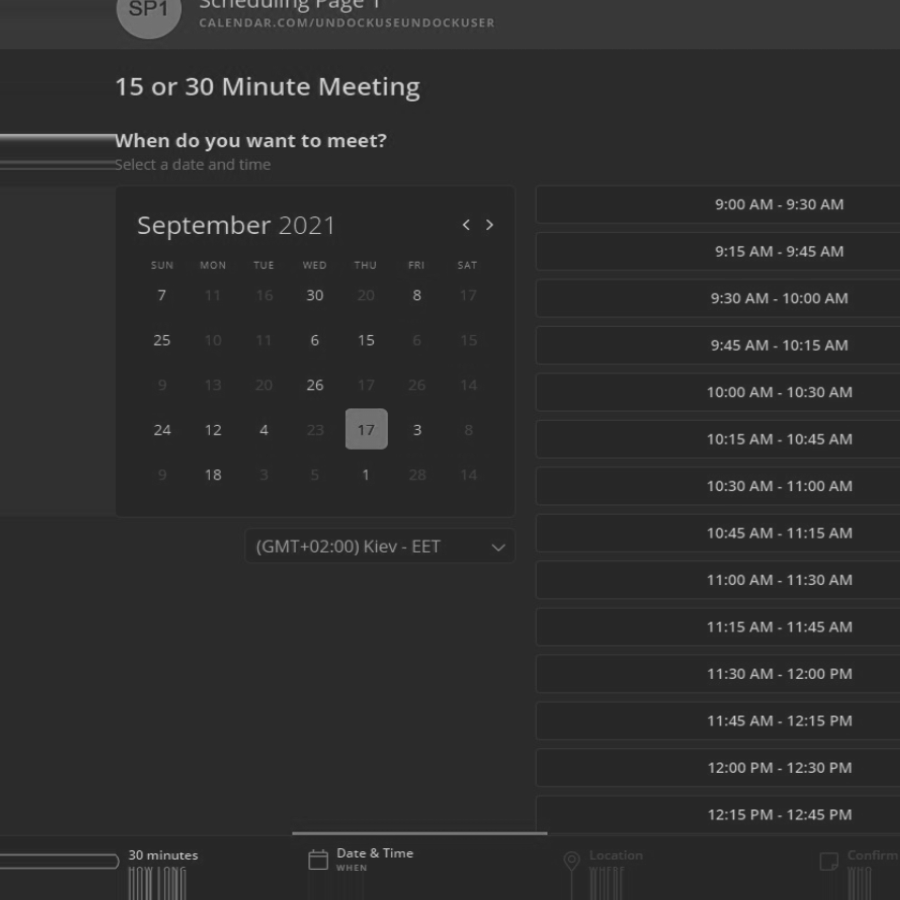 SP1
Scheduling Page 1
CALENDAR.COM/UNDOCKUSEUNDOCKUSER
15 or 30 Minute Meeting
When do you want to meet?
Select a date and time
September 2021
< >
SUN MON TUE WED THU FRI SAT
7 11 16 30 20 8 17
25 10 11 6 15 6 15
9 13 20 26 17 26 14
24 12 4 23 17 3 8
9 18 3 5 1 28 14
(GMT+02:00) Kiev - EET
9:00 AM - 9:30 AM
9:15 AM - 9:45 AM
9:30 AM - 10:00 AM
9:45 AM - 10:15 AM
10:00 AM - 10:30 AM
10:15 AM - 10:45 AM
10:30 AM - 11:00 AM
10:45 AM - 11:15 AM
11:00 AM - 11:30 AM
11:15 AM - 11:45 AM
11:30 AM - 12:00 PM
11:45 AM - 12:15 PM
12:00 PM - 12:30 PM
12:15 PM - 12:45 PM
30 minutes
HOW LONG
Date & Time
WHEN
Location
WHERE
Confirm
WHO